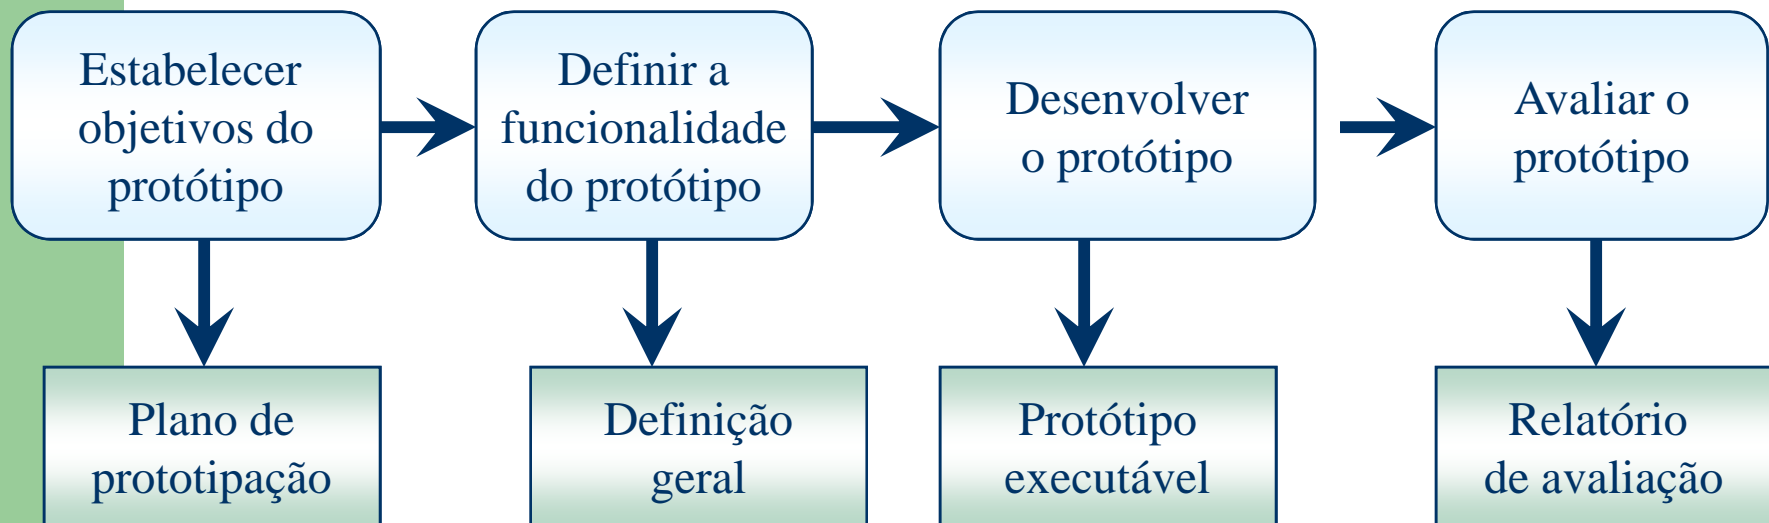 Estabelecer
objetivos do
protótipo
Definir a
funcionalidade
do protótipo
Desenvolver
o protótipo
Avaliar o
protótipo
Plano de
prototipação
Definição
geral
Protótipo
executável
Relatório
de avaliação